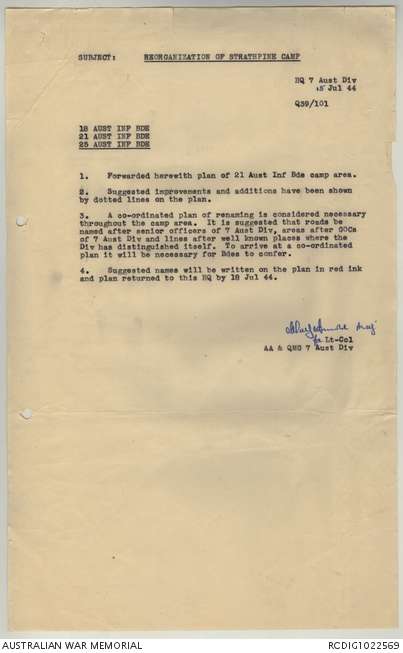 SUBJECT: REORGANIZATION OF STRATHPINE CAMP
HQ 7 Aust Div
15 Jul 44
Q59/101
18 AUST INF BDE
21 AUST INF BDE
25 AUST INF BDE
1. Forwarded herewith plan of 21 Aust Inf Bde camp area.
2. Suggested improvements and additions have been shown
by dotted lines on the plan.
3. A co-ordinated plan of renaming is considered necessary
throughout the camp area. It is suggested that roads be
named after senior officers of 7 Aust Div, areas after GOCs
of 7 Aust Div and lines after well known places where the
Div has distinguished itself. To arrive at a co-ordinated
plan it will be necessary for Bdes to confer.
4. Suggested names will be written on the plan in red ink
and plan returned to this HQ by 18 Jul 44.
Maj
for Lt-Col
AA & QMG 7 Aust Div
AUSTRALIAN WAR MEMORIAL
RCDIG1022569